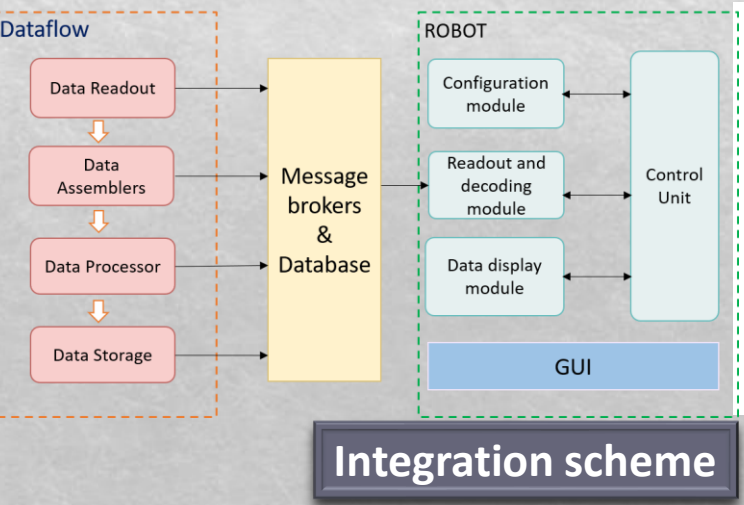 Dataflow
Data Readout
Data
Assemblers
Data Processor
Data Storage
Message
brokers
&
Database
ROBOT
Configuration
module
Readout and
decoding
module
Data display
module
Control
Unit
GUI
Integration scheme